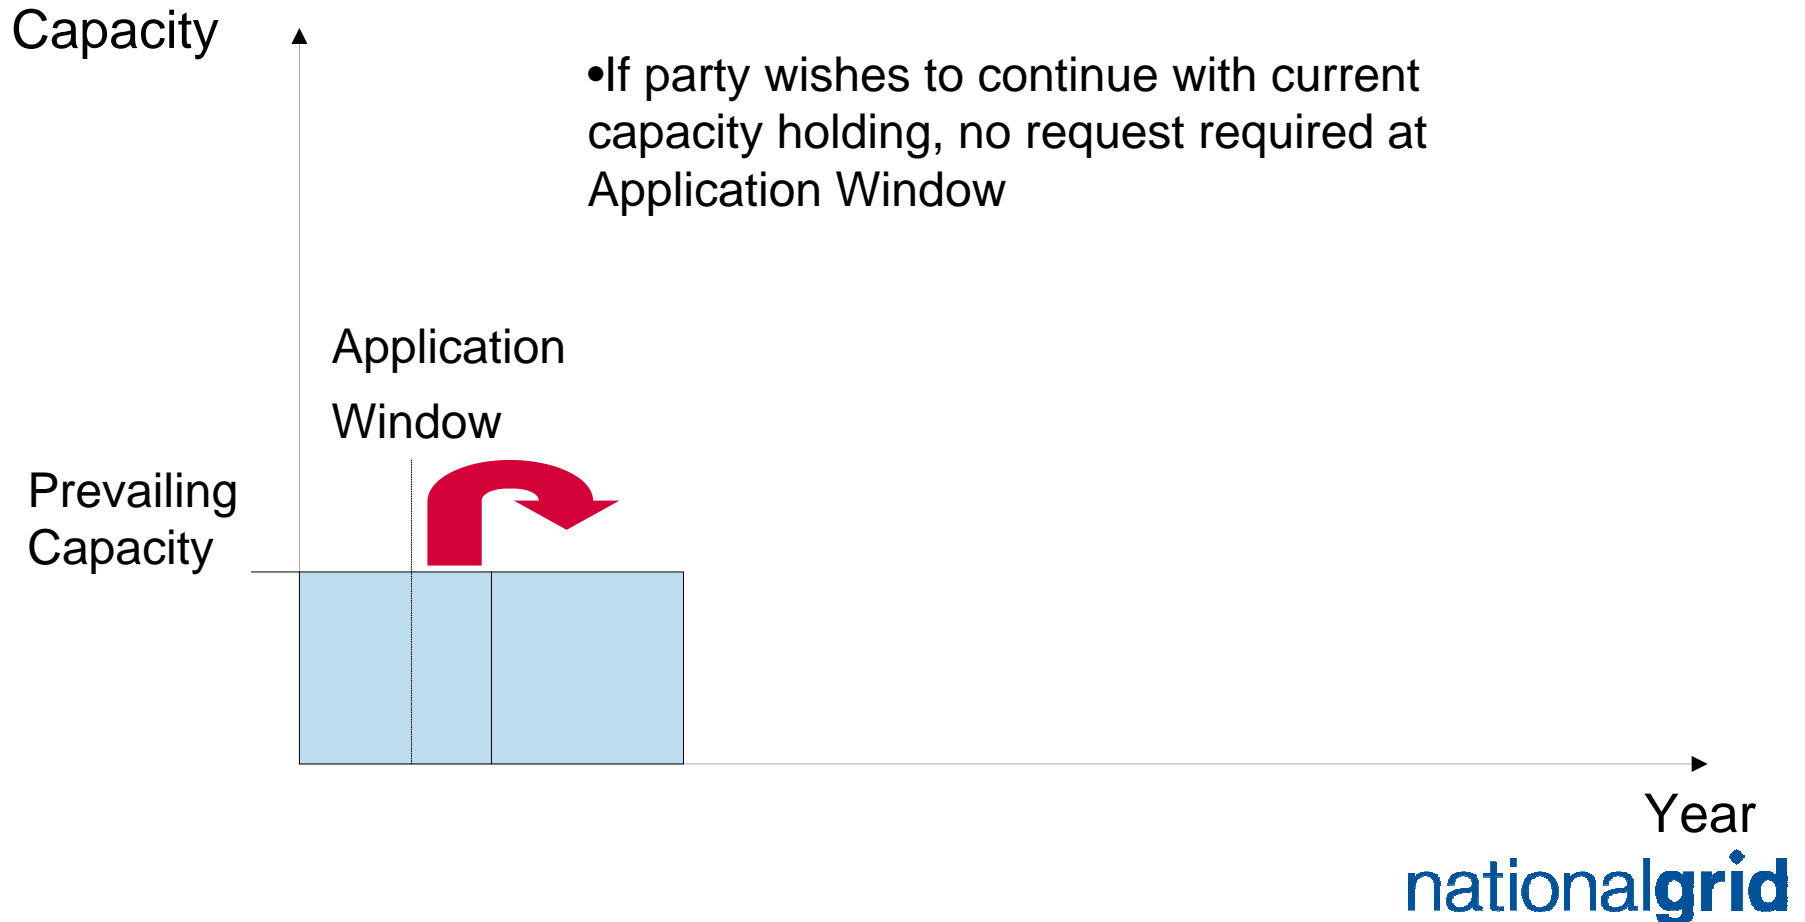 Capacity
•If party wishes to continue with current
capacity holding, no request required at
Application Window
Application
Window
Prevailing
Capacity
Year
nationalgrid